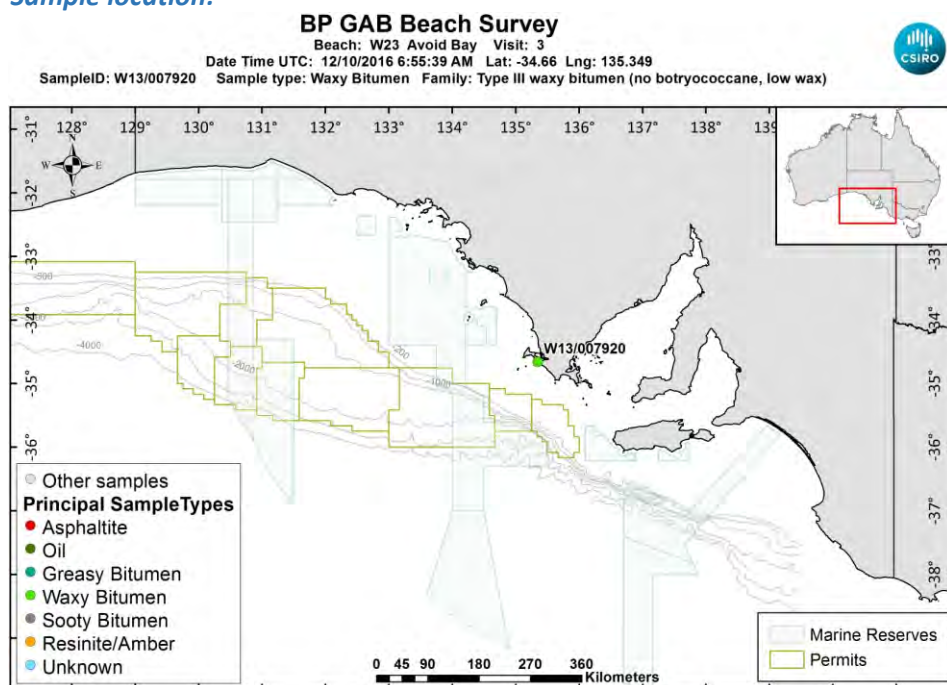 Sample location:
BP GAB Beach Survey
Beach: W23 Avoid Bay Visit: 3
Date Time UTC: 12/10/2016 6:55:39 AM Lat: -34.66 Lng: 135.349
SampleID: W13/007920 Sample type: Waxy Bitumen Family: Type III waxy bitumen (no botryococcane, low wax)
CSIRO
128° 129° 130° 131° 132° 133° 134° 135° 136° 137° 138° 139
N
W E
S
-31° -31°
-32° -32°
-33° -33°
-34° -34°
-35° -35°
-36° -36°
-37°
-38°
-200
-1000
-2000
-4000
W13/007920
Other samples
Principal SampleTypes
Asphaltite
Oil
Greasy Bitumen
Waxy Bitumen
Sooty Bitumen
Resinite/Amber
Unknown
0 45 90 180 270 360
Kilometers
Marine Reserves
Permits